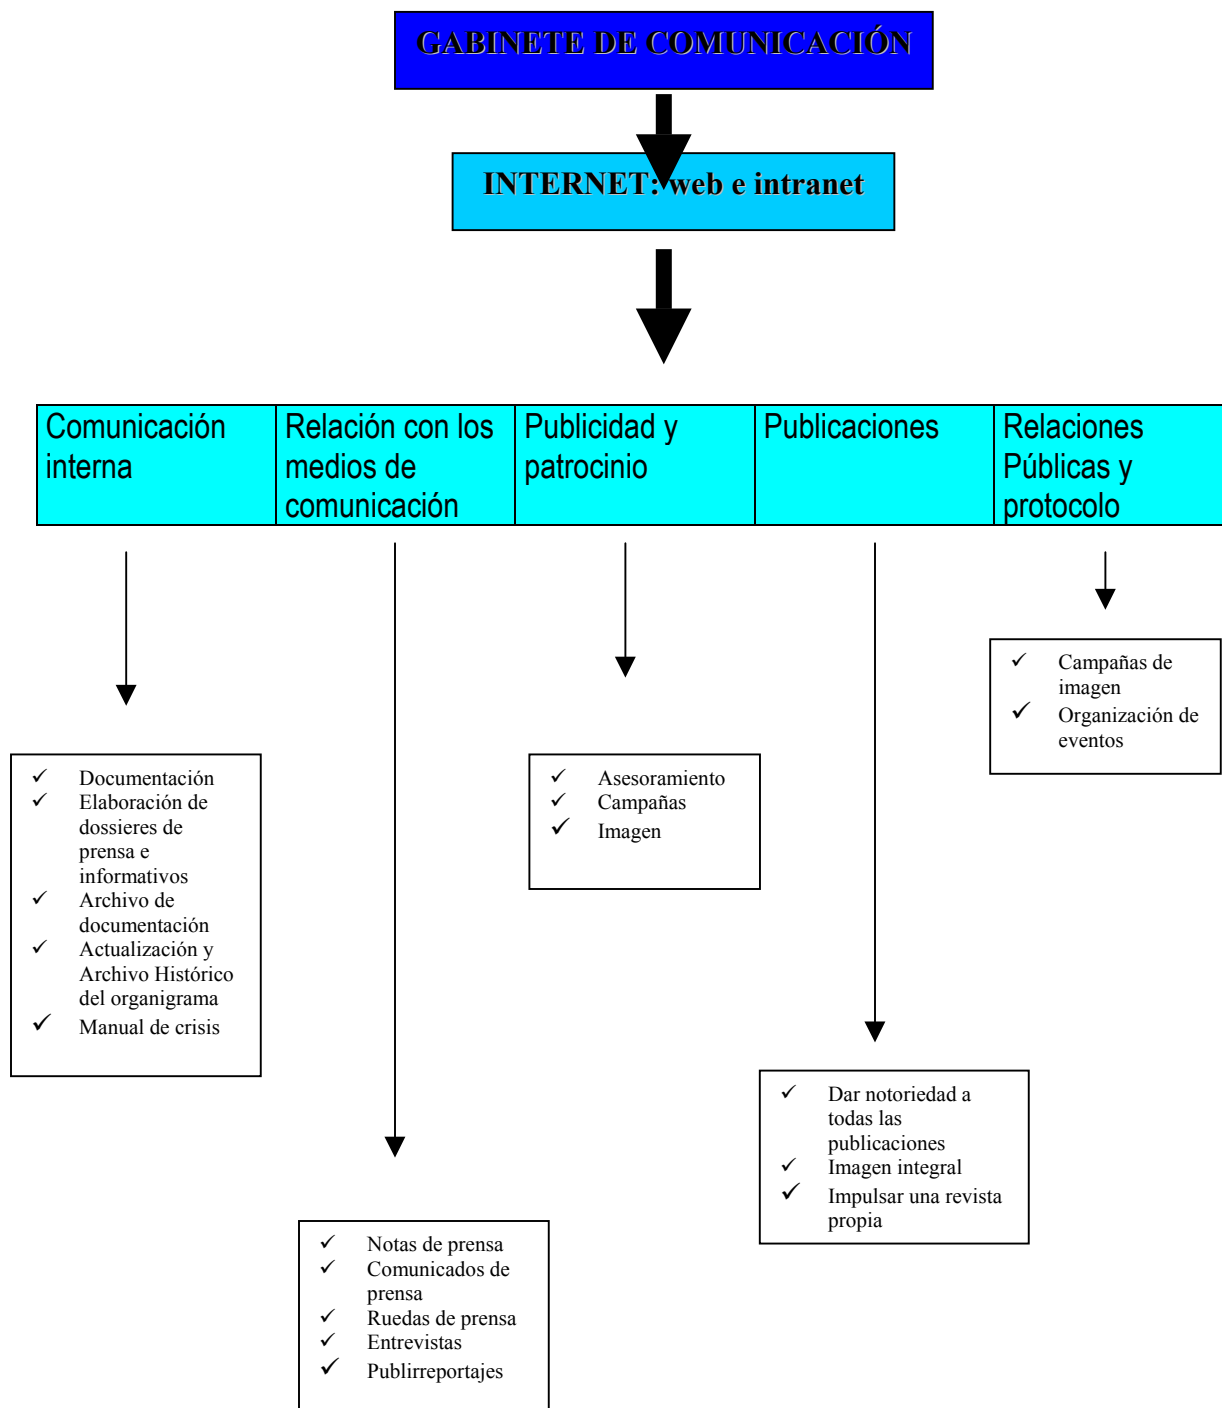 GABINETE DE COMUNICACIÓN
INTERNET: web e intranet
Comunicación
interna
Relación con los
medios de
comunicación
Publicidad y
patrocinio
Publicaciones
Relaciones
Públicas y
protocolo
✓ Campañas de
imagen
✓ Organización de
eventos
✓ Documentación
✓ Elaboración de
dossieres de
prensa e
informativos
✓ Archivo de
documentación
✓ Actualización y
Archivo Histórico
del organigrama
✓ Manual de crisis
✓ Asesoramiento
✓ Campañas
✓ Imagen
✓ Dar notoriedad a
todas las
publicaciones
✓ Imagen integral
✓ Impulsar una revista
propia
✓ Notas de prensa
✓ Comunicados de
prensa
✓ Ruedas de prensa
✓ Entrevistas
✓ Publirreportajes